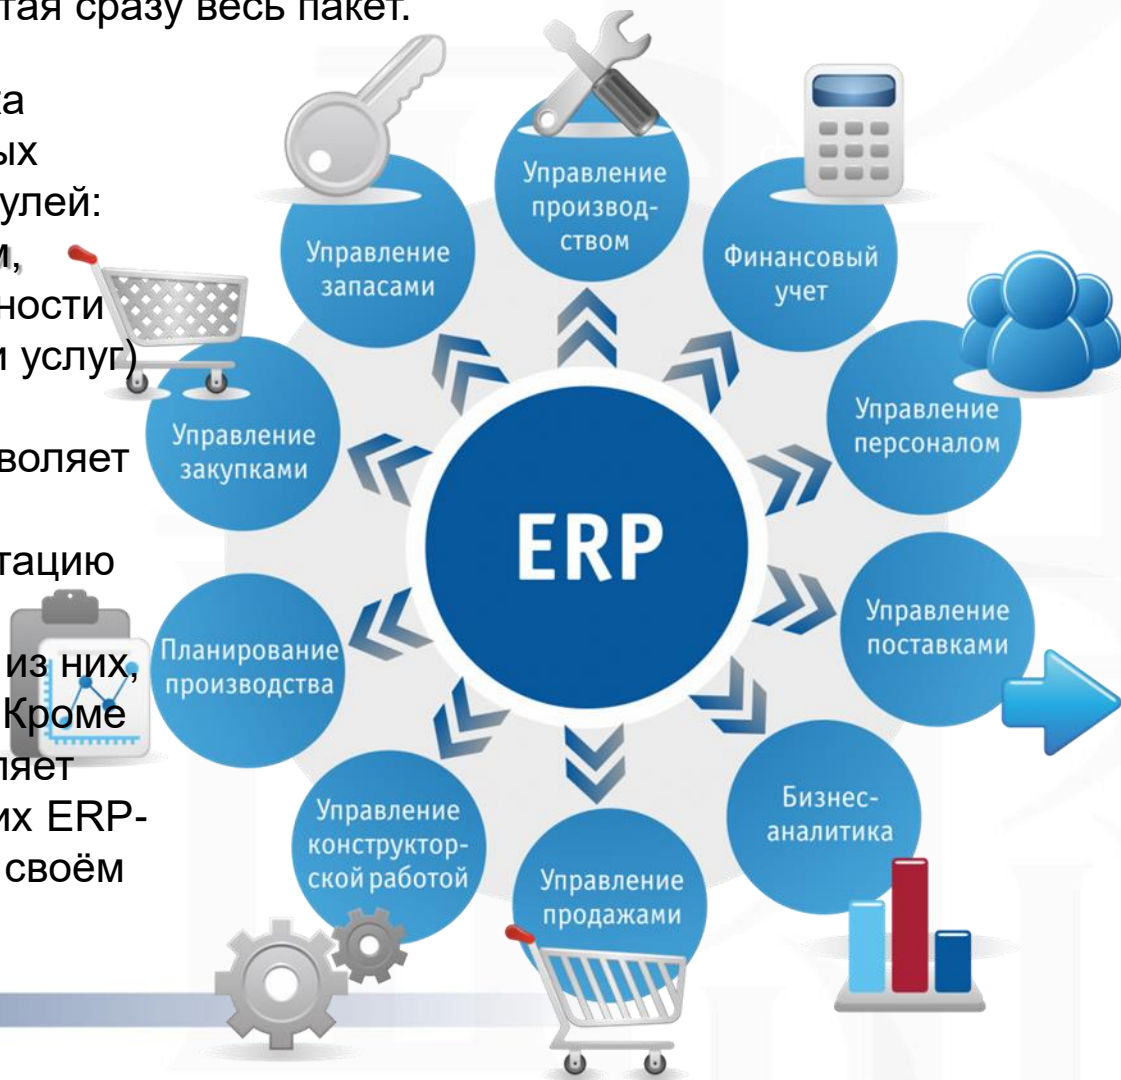 тая сразу весь пакет.
ка
ых
улей:
м,
ности
и услуг)
воляет
тацию
из них,
Кроме
ляет
их ERP-
своём
Управление
производ-
ством
Финансовый
учет
Управление
персоналом
Управление
поставками
Бизнес-
аналитика
Управление
продажами
Управление
конструктор-
ской работой
Планирование
производства
Управление
закупками
Управление
запасами
ERP